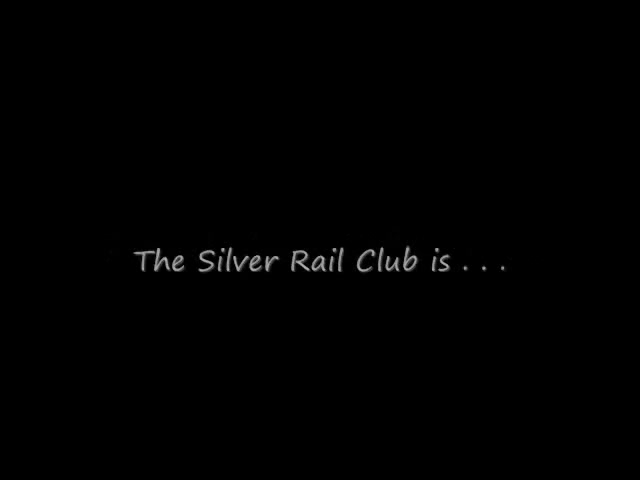 The Silver Rail Club is . . .